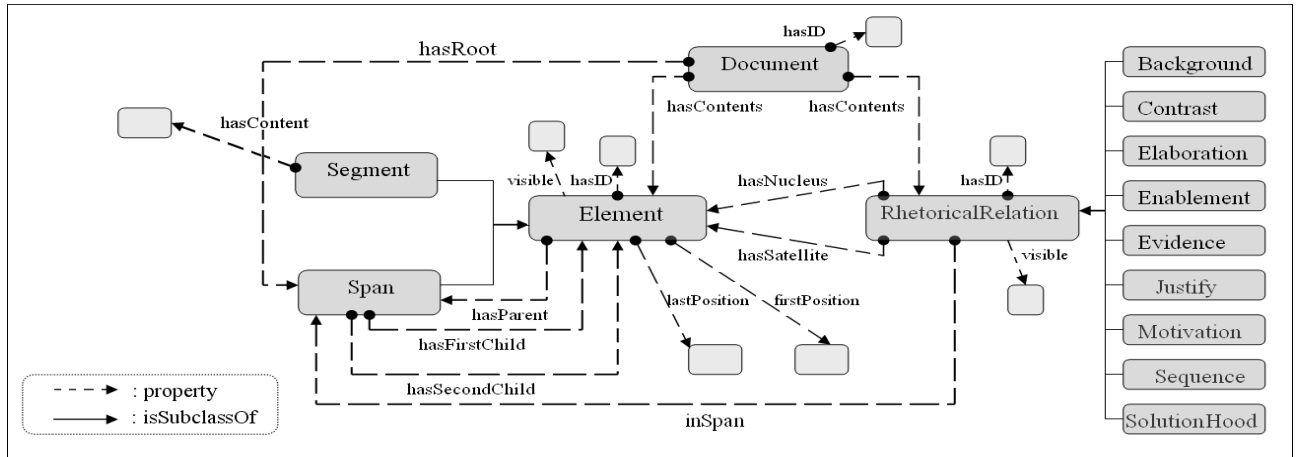 hasRoot
hasID
Document
Background
hasContents
hasContents
Contrast
hasContent
Segment
Elaboration
visible
hasID
hasNucleus
hasID
Enablement
Element
RhetoricalRelation
Evidence
hasSatellite
visible
Span
Justify
lastPosition
firstPosition
hasParent
Motivation
hasFirstChild
Sequence
: property
hasSecondChild
: isSubclassOf
inSpan
SolutionHood